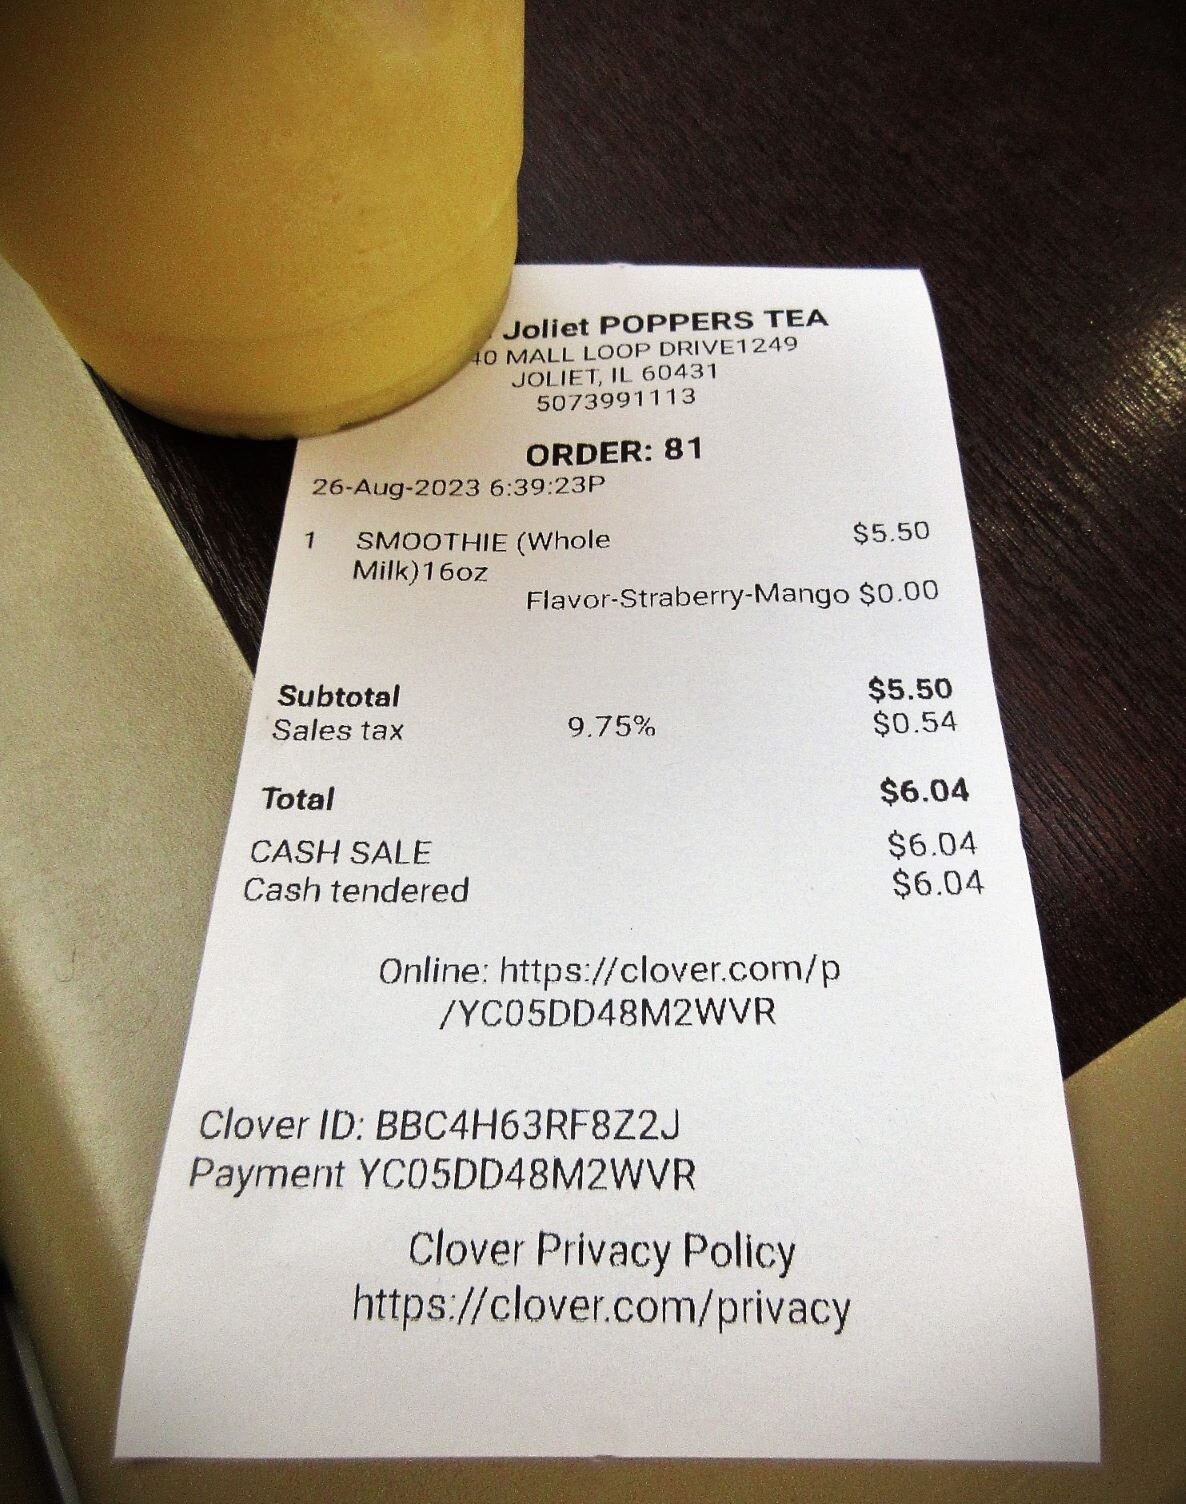 Joliet POPPERS TEA
40 MALL LOOP DRIVE1249
JOLIET, IL 60431
5073991113
ORDER: 81
26-Aug-2023 6:39:23P
1 SMOOTHIE (Whole $5.50
Milk)16oz
Flavor-Straberry-Mango $0.00
Subtotal $5.50
Sales tax 9.75% $0.54
Total $6.04
CASH SALE $6.04
Cash tendered $6.04
Online: https://clover.com/p
/YC05DD48M2WVR
Clover ID: BBC4H63RF8Z2J
Payment YC05DD48M2WVR
Clover Privacy Policy
https://clover.com/privacy